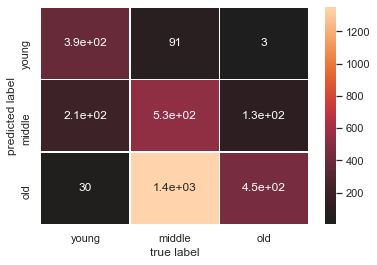 predicted label
young
middle
old
3.9e+02 91 3
2.1e+02 5.3e+02 1.3e+02
30 1.4e+03 4.5e+02
young middle old
true label
1200
1000
800
600
400
200